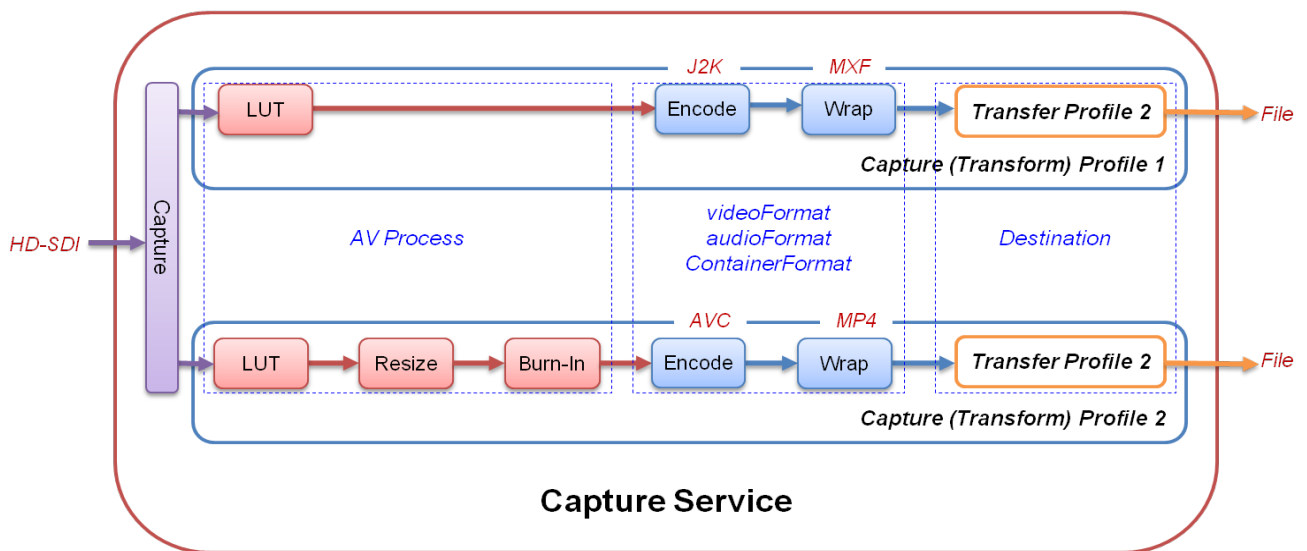 J2K MXF
LUT Encode Wrap Transfer Profile 2 File
Capture (Transform) Profile 1
Capture
HD-SDI
AV Process
videoFormat
audioFormat
ContainerFormat
Destination
AVC MP4
LUT Resize Burn-In Encode Wrap Transfer Profile 2 File
Capture (Transform) Profile 2
Capture Service